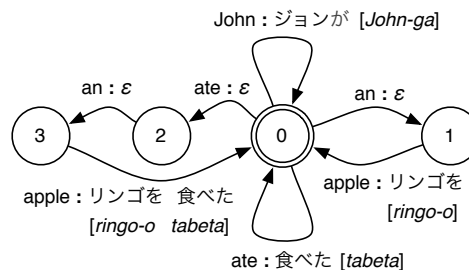 John : ジョンが [John-ga]
an : ε
ate : ε
an : ε
3
2
0
1
apple : リンゴを 食べた
[ringo-o tabeta]
apple : リンゴを
[ringo-o]
ate : 食べた [tabeta]